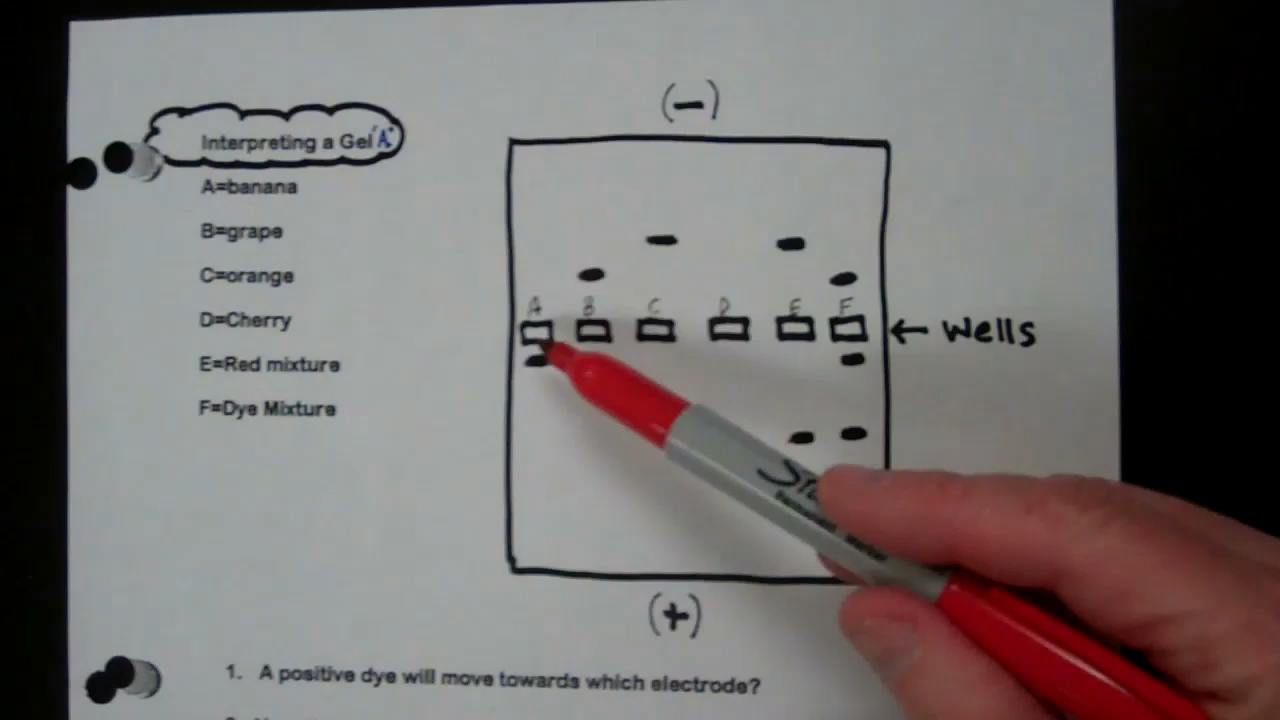 (-)
Interpreting a Gel "A"
A=banana
B=grape
C=orange
D=Cherry
E=Red mixture
F=Dye Mixture
A B C D E F
← Wells
(+)
1. A positive dye will move towards which electrode?